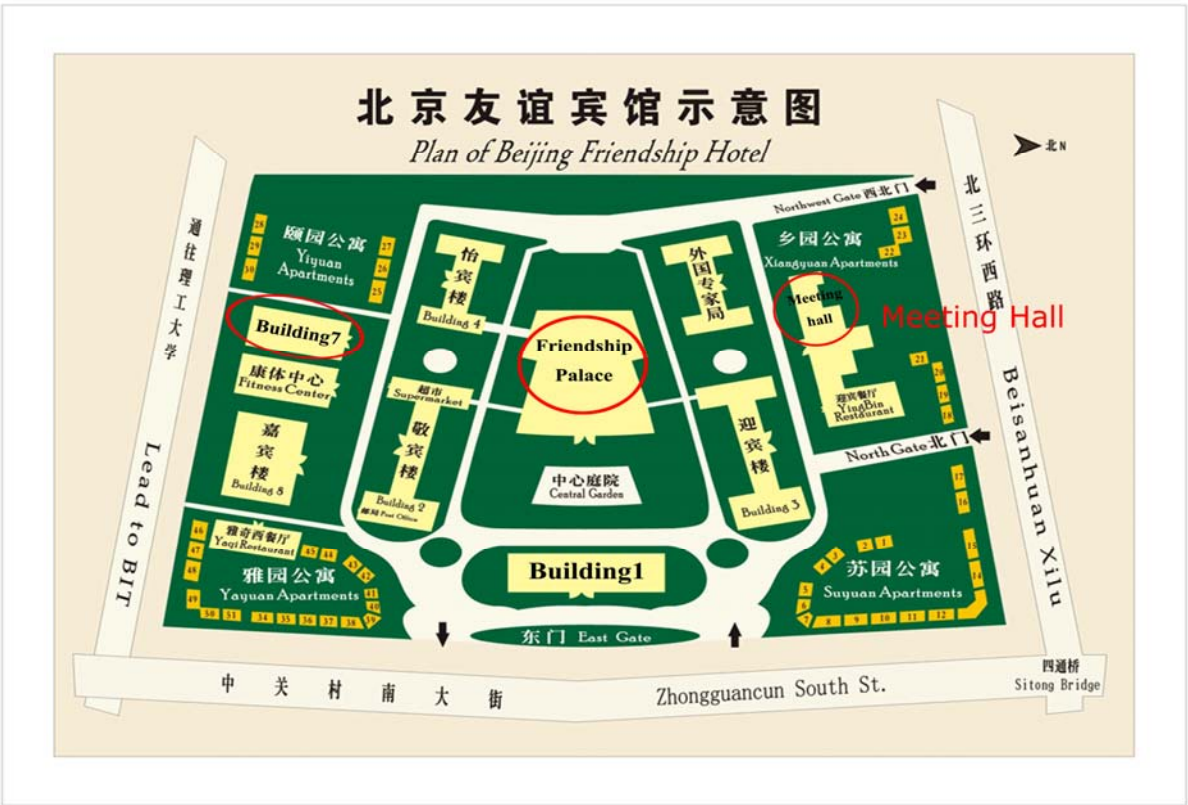 北京友谊宾馆示意图
Plan of Beijing Friendship Hotel
北 N
Northwest Gate 西北门
北三环西路
Beisanhuan Xilu
通往理工大学
Lead to BIT
28
29
30
颐园公寓
Yiyuan
Apartments
27
26
25
怡宾楼
Building 4
外国专家局
乡园公寓
Xiangyuan Apartments
24
23
22
Meeting
hall
Meeting Hall
Building7
Friendship
Palace
康体中心
Fitness Center
超市
Supermarket
21
20
19
18
迎宾餐厅
YingBin
Restaurant
嘉宾楼
Building 8
敬宾楼
Building 2
邮局 Post Office
中心庭院
Central Garden
迎宾楼
Building 3
North Gate 北门
17
16
15
14
46
47
48
49
雅奇西餐厅
Yaqi Restaurant
45
44
43
42
41
40
39
雅园公寓
Yayuan Apartments
50
51
34
35
36
37
38
Building1
苏园公寓
Suyuan Apartments
1
2
3
4
5
6
7
8
9
10
11
12
东门 East Gate
中关村南大街
Zhongguancun South St.
四通桥
Sitong Bridge